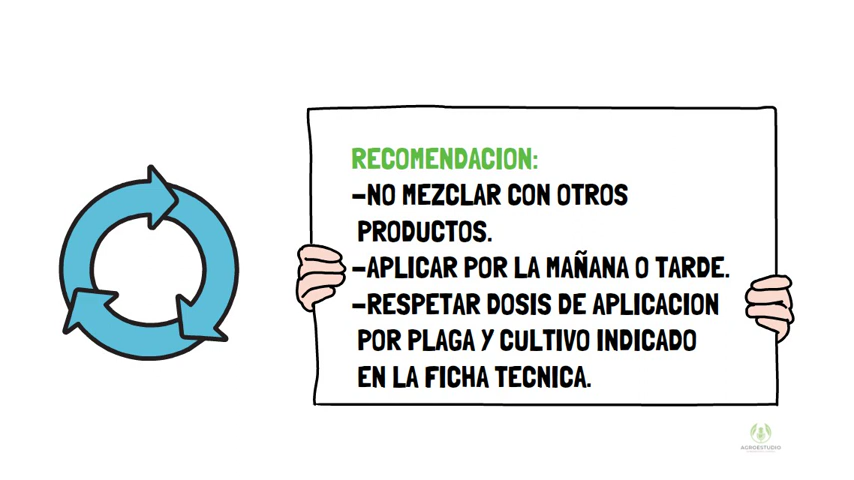 RECOMENDACION:
-NO MEZCLAR CON OTROS
PRODUCTOS.
-APLICAR POR LA MAÑANA O TARDE.
-RESPETAR DOSIS DE APLICACION
POR PLAGA Y CULTIVO INDICADO
EN LA FICHA TECNICA.
AGROESTUDIO